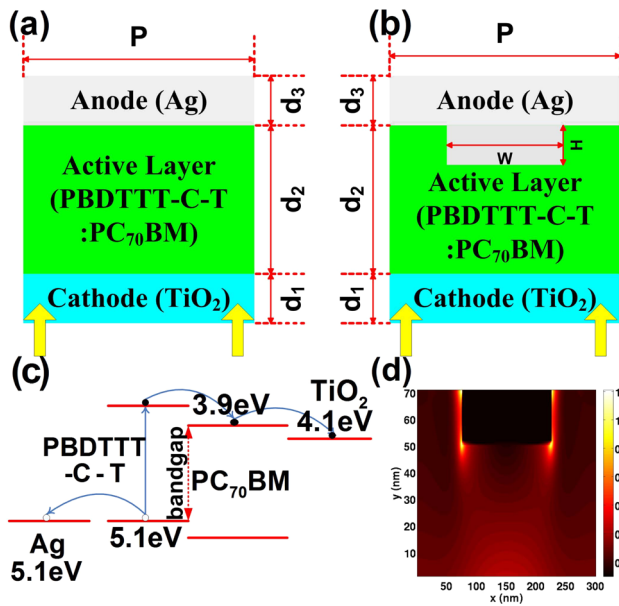 (a)
P
Anode (Ag)
d3
Active Layer
(PBDTTT-C-T
:PC70BM)
d2
Cathode (TiO2)
d1
(b)
P
Anode (Ag)
d3
W
H
Active Layer
(PBDTTT-C-T
:PC70BM)
d2
Cathode (TiO2)
d1
(c)
3.9eV
TiO2
4.1eV
PBDTTT
-C-T
bandgap
PC70BM
Ag
5.1eV
5.1eV
(d)
70
60
50
40
30
20
10
y (nm)
50 100 150 200 250 300
x (nm)